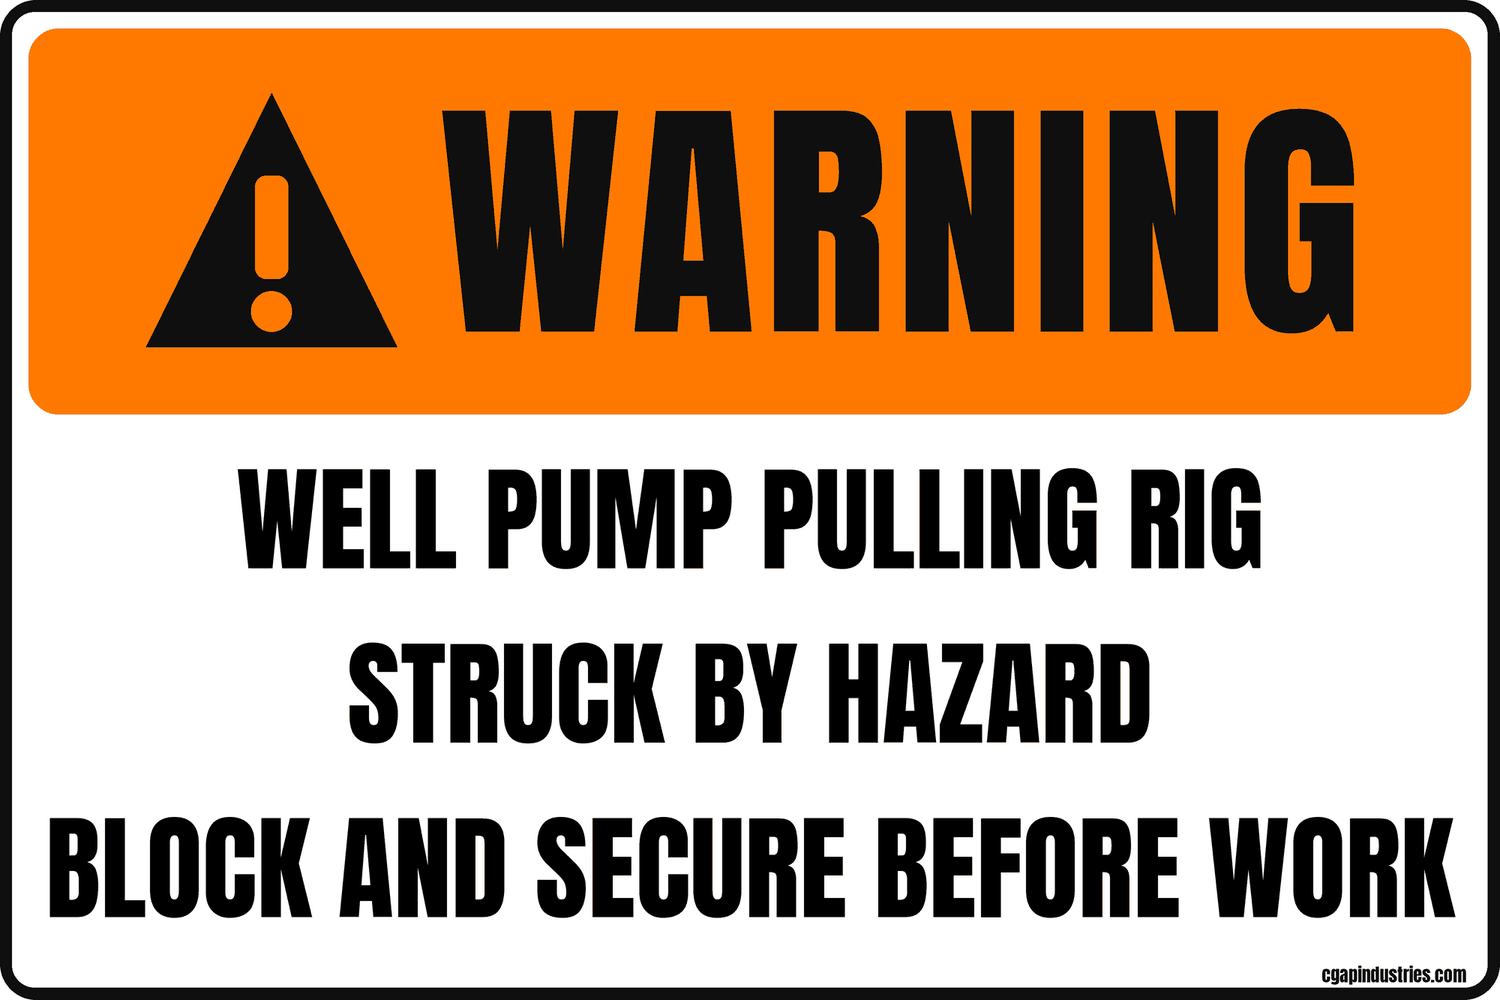 WARNING
WELL PUMP PULLING RIG
STRUCK BY HAZARD
BLOCK AND SECURE BEFORE WORK
cgapindustries.com